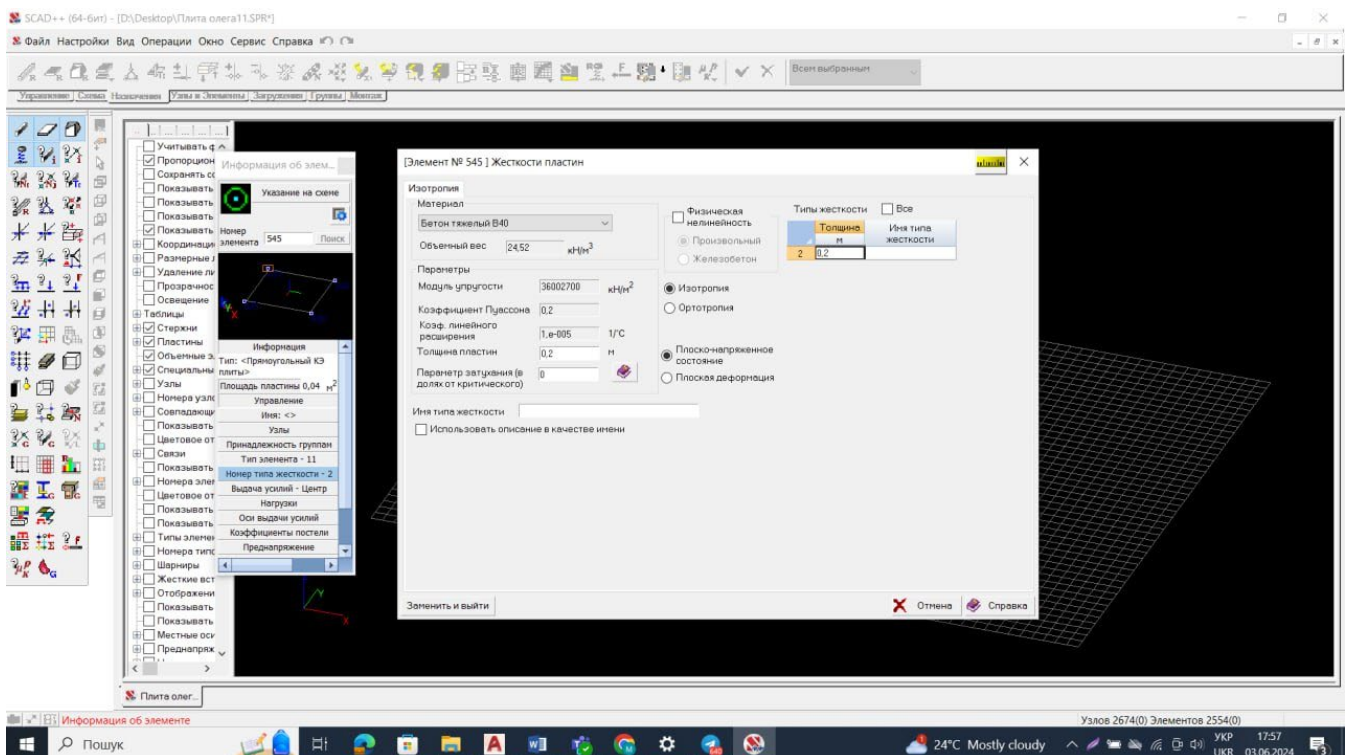 SCAD++ (64-бит) - [D:\Desktop\Плита олега11.SPR*]
Файл Настройки Вид Операции Окно Сервис Справка
Всем выбранным
Управление Схема Назначения Узлы и Элементы Загружения Группы Монтаж
Учитывать ф
Пропорцион
Сохранять сс
Показывать
Показывать
Показывать
Показывать
Координаци
Размерные л
Удаление ли
Прозрачнос
Освещение
Таблицы
Стержни
Пластины
Объемные э
Специальны
Узлы
Номера узло
Совпадающи
Показывать
Цветовое от
Связи
Показывать
Номера элем
Цветовое от
Показывать
Показывать
Типы элемен
Номера типо
Шарниры
Жесткие вст
Отображени
Показывать
Показывать
Местные оси
Преднапряж
Информация об элем...
Указание на схеме
Номер элемента 545 Поиск
Y
X
Информация
Тип: <Прямоугольный КЭ
плиты>
Площадь пластины 0,04 м2
Управление
Имя: <>
Узлы
Принадлежность группам
Тип элемента - 11
Номер типа жесткости - 2
Выдача усилий - Центр
Нагрузки
Оси выдачи усилий
Коэффициенты постели
Преднапряжение
[Элемент № 545 ] Жесткости пластин
Изотропия
Материал
Бетон тяжелый B40
Объемный вес 24,52 кН/м3
Параметры
Модуль упругости 36002700 кН/м2
Коэффициент Пуассона 0,2
Коэф. линейного
расширения 1.e-005 1/°C
Толщина пластин 0,2 м
Параметр затухания (в
долях от критического) 0
Физическая
нелинейность
Произвольный
Железобетон
Изотропия
Ортотропия
Плоско-напряженное
состояние
Плоская деформация
Типы жесткости Все
Толщина Имя типа
м жесткости
2 0,2
Имя типа жесткости
Использовать описание в качестве имени
Заменить и выйти Отмена Справка
Y
X
Плита олег...
Информация об элементе
Узлов 2674(0) Элементов 2554(0)
Пошук
24°C Mostly cloudy
УКР 17:57
UKR 03.06.2024